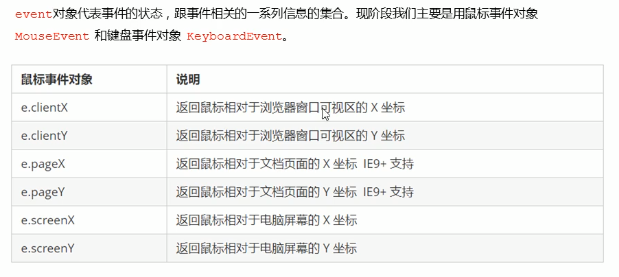 event对象代表事件的状态，跟事件相关的一系列信息的集合。现阶段我们主要是用鼠标事件对象
MouseEvent 和键盘事件对象 KeyboardEvent。
鼠标事件对象 说明
e.clientX 返回鼠标相对于浏览器窗口可视区的 X 坐标
e.clientY 返回鼠标相对于浏览器窗口可视区的 Y 坐标
e.pageX 返回鼠标相对于文档页面的 X 坐标 IE9+ 支持
e.pageY 返回鼠标相对于文档页面的 Y 坐标 IE9+ 支持
e.screenX 返回鼠标相对于电脑屏幕的 X 坐标
e.screenY 返回鼠标相对于电脑屏幕的 Y 坐标